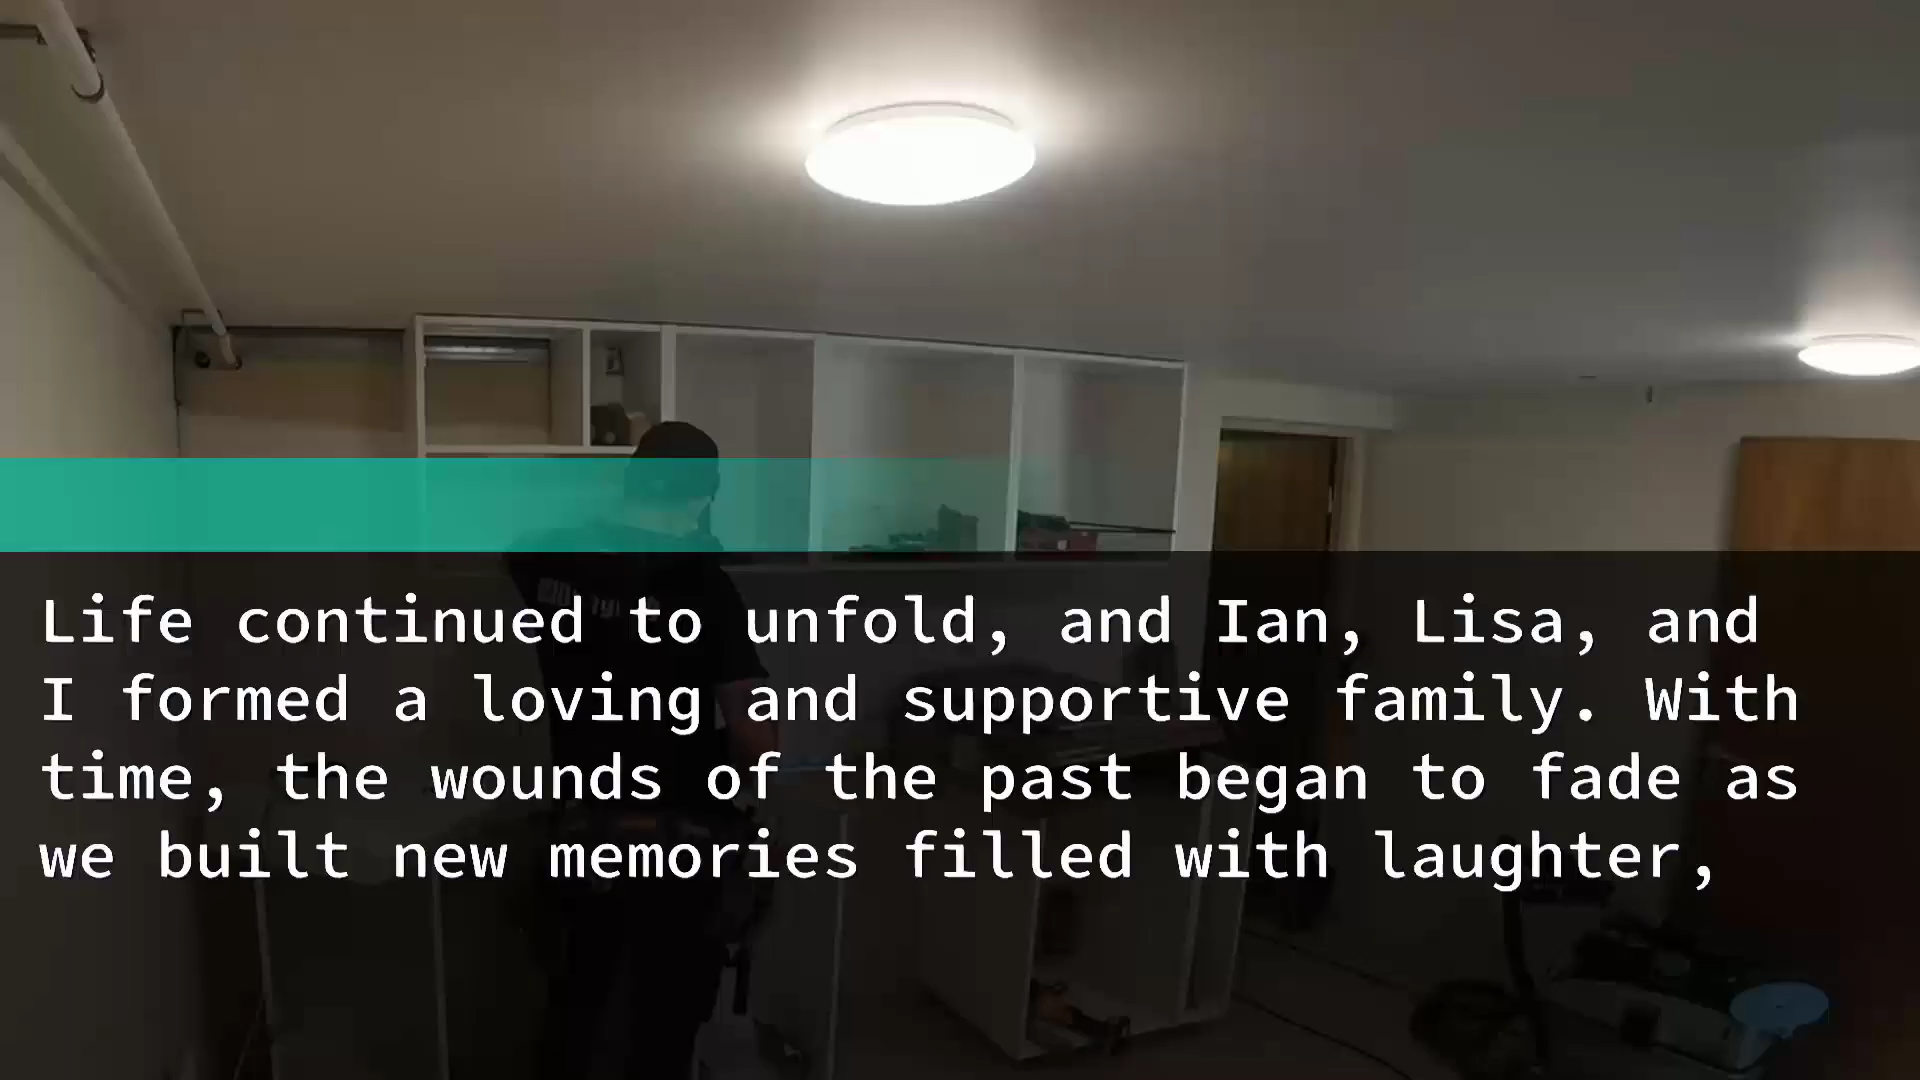 Life continued to unfold, and Ian, Lisa, and
I formed a loving and supportive family. With
time, the wounds of the past began to fade as
we built new memories filled with laughter,